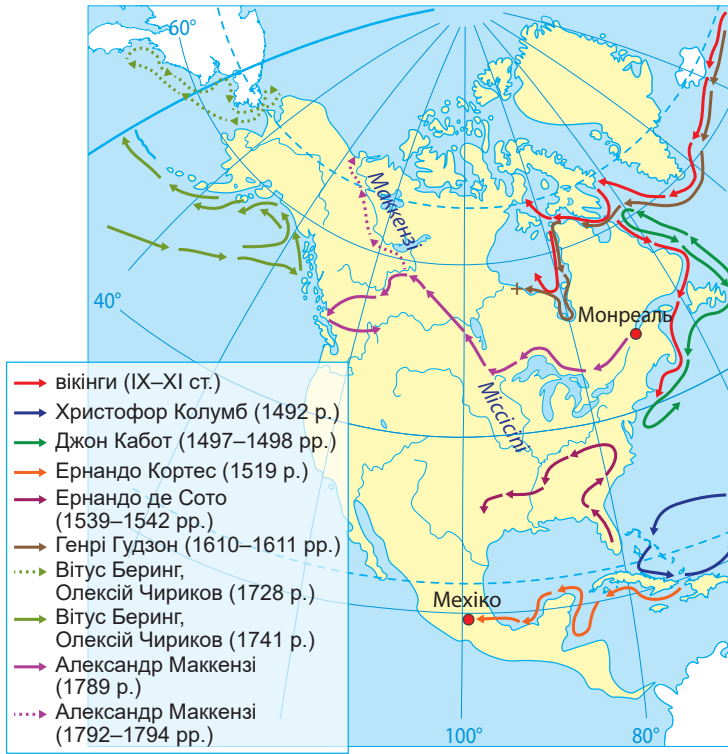 60°
Маккензі
40°
Монреаль
Міссісіпі
вікінги (IX–XI ст.)
Христофор Колумб (1492 р.)
Джон Кабот (1497–1498 рр.)
Ернандо Кортес (1519 р.)
Ернандо де Сото
(1539–1542 рр.)
Генрі Гудзон (1610–1611 рр.)
Вітус Беринг,
Олексій Чириков (1728 р.)
Вітус Беринг,
Олексій Чириков (1741 р.)
Александр Маккензі
(1789 р.)
Александр Маккензі
(1792–1794 рр.)
Мехіко
100°
80°